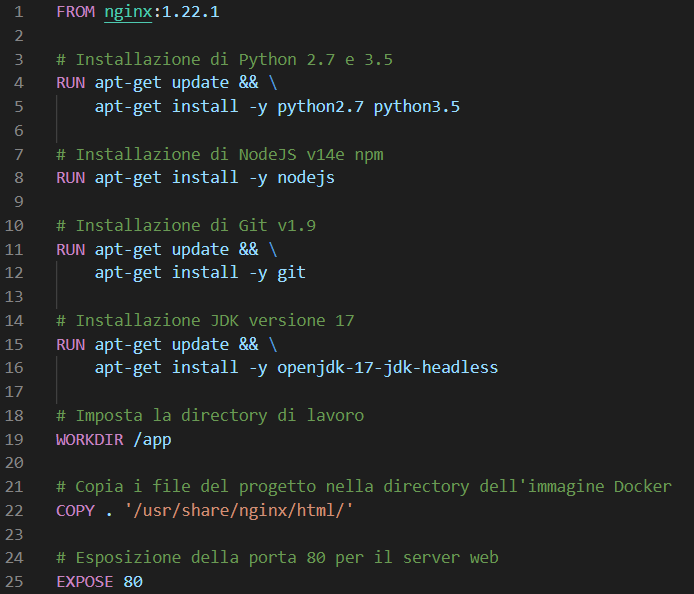 1 FROM nginx:1.22.1
2
3 # Installazione di Python 2.7 e 3.5
4 RUN apt-get update && \
5     apt-get install -y python2.7 python3.5
6
7 # Installazione di NodeJS v14e npm
8 RUN apt-get install -y nodejs
9
10 # Installazione di Git v1.9
11 RUN apt-get update && \
12     apt-get install -y git
13
14 # Installazione JDK versione 17
15 RUN apt-get update && \
16     apt-get install -y openjdk-17-jdk-headless
17
18 # Imposta la directory di lavoro
19 WORKDIR /app
20
21 # Copia i file del progetto nella directory dell'immagine Docker
22 COPY . '/usr/share/nginx/html/'
23
24 # Esposizione della porta 80 per il server web
25 EXPOSE 80